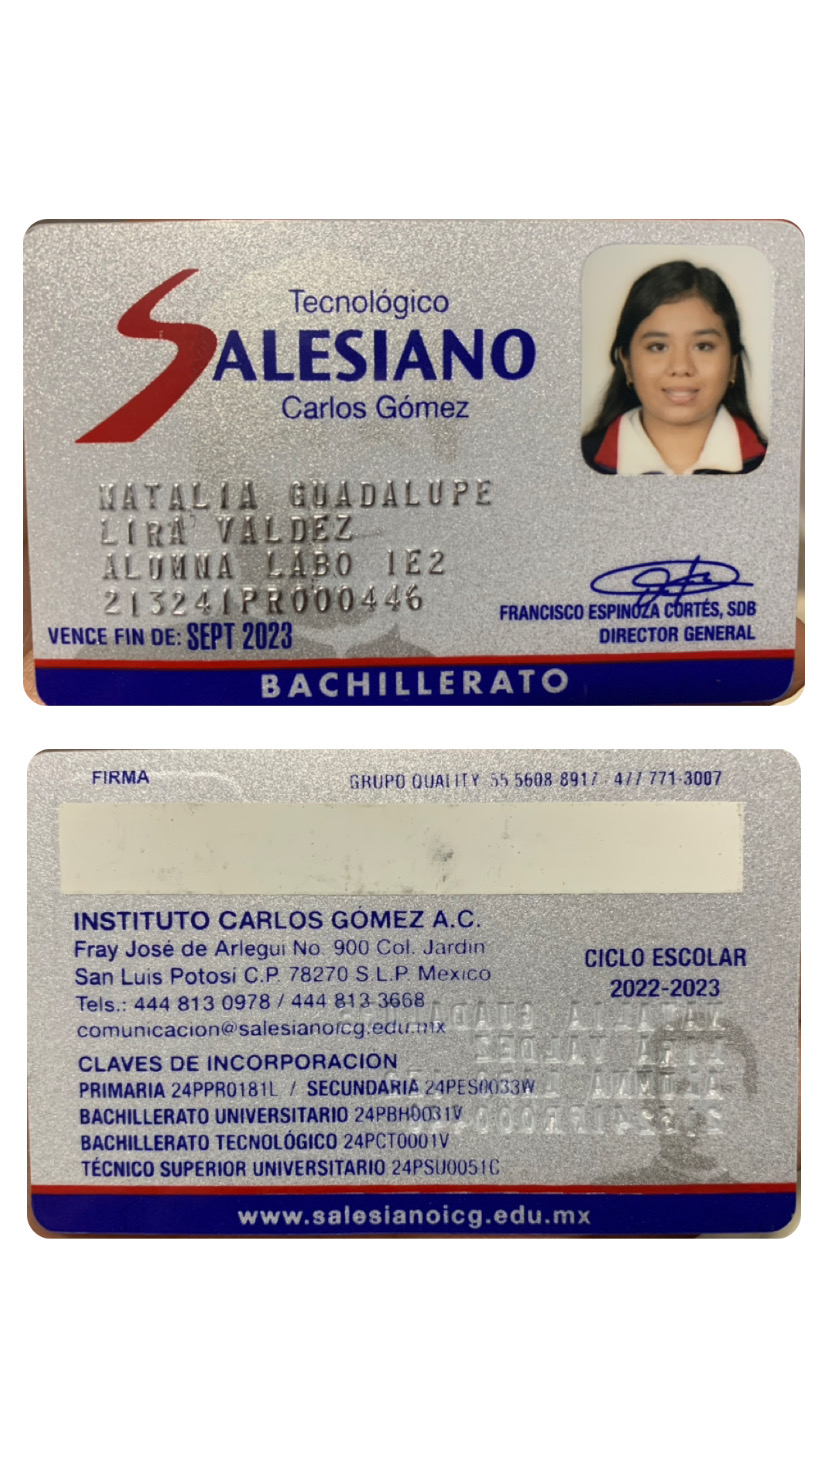 Tecnológico
SALESIANO
Carlos Gómez
NATALIA GUADALUPE
LIRA VALDEZ
ALUMNA LABO 1E2
213241PR000446
VENCE FIN DE: SEPT 2023
FRANCISCO ESPINOZA CORTÉS, SDB
DIRECTOR GENERAL
BACHILLERATO
FIRMA
GRUPO QUALITY 55 5608-8917 / 477 771-3007
INSTITUTO CARLOS GÓMEZ A.C.
Fray José de Arlegui No. 900 Col. Jardín
San Luis Potosí C.P. 78270 S.L.P. Mexico
Tels.: 444 813 0978 / 444 813 3668
comunicacion@salesianoicg.edu.mx
CICLO ESCOLAR
2022-2023
CLAVES DE INCORPORACION
PRIMARIA 24PPR0181L / SECUNDARIA 24PES0033W
BACHILLERATO UNIVERSITARIO 24PBH0031V
BACHILLERATO TECNOLÓGICO 24PCT0001V
TÉCNICO SUPERIOR UNIVERSITARIO 24PSU0051C
www.salesianoicg.edu.mx